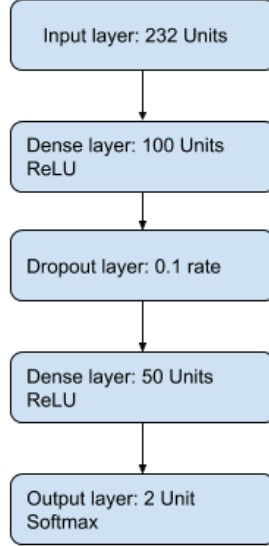 Input layer: 232 Units
Dense layer: 100 Units
ReLU
Dropout layer: 0.1 rate
Dense layer: 50 Units
ReLU
Output layer: 2 Unit
Softmax